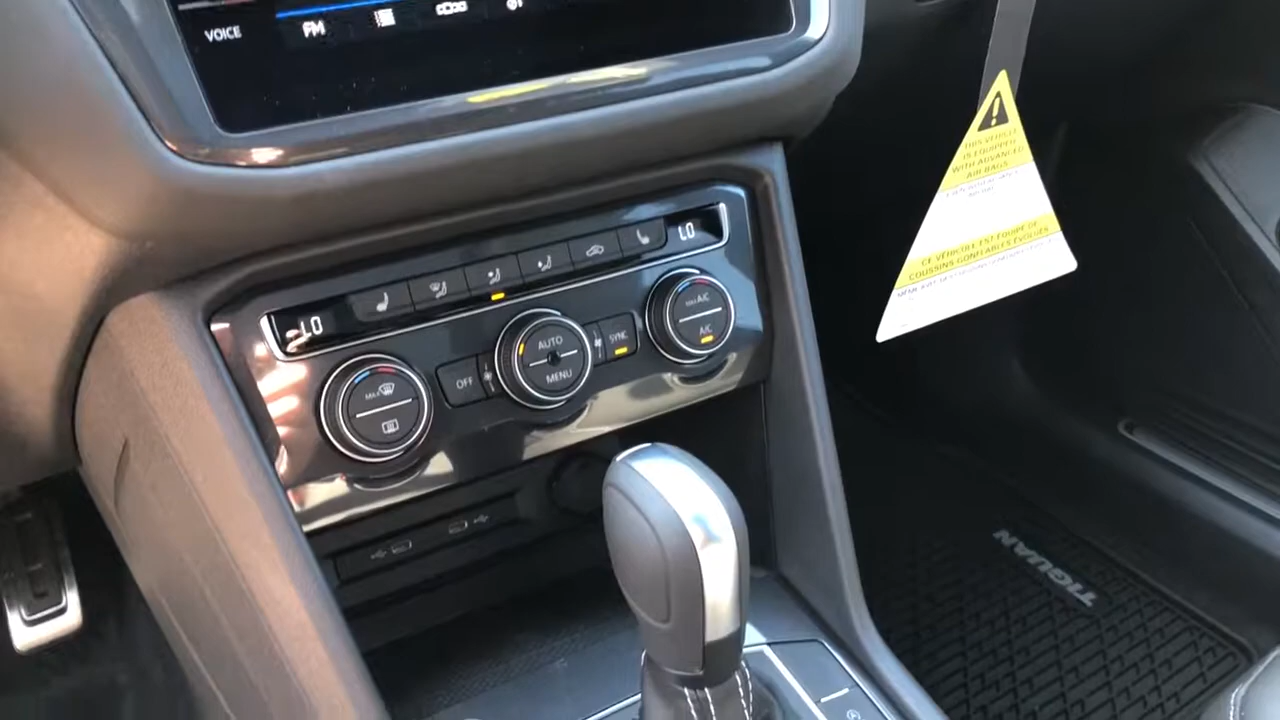 VOICE
FM
LO
LO
MAX
OFF
AUTO
MENU
SYNC
MAX A/C
A/C
THIS VEHICLE
IS EQUIPPED
WITH ADVANCED
AIR BAGS
CE VÉHICULE EST ÉQUIPÉ DE
COUSSINS GONFLABLES ÉVOLUÉS
TIGUAN